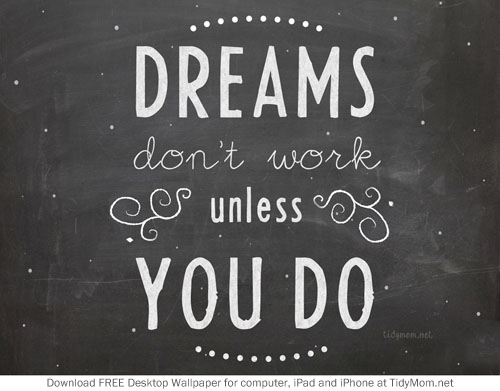 DREAMS
don't work
unless
YOU DO
tidymom.net
Download FREE Desktop Wallpaper for computer, iPad and iPhone at TidyMom.net